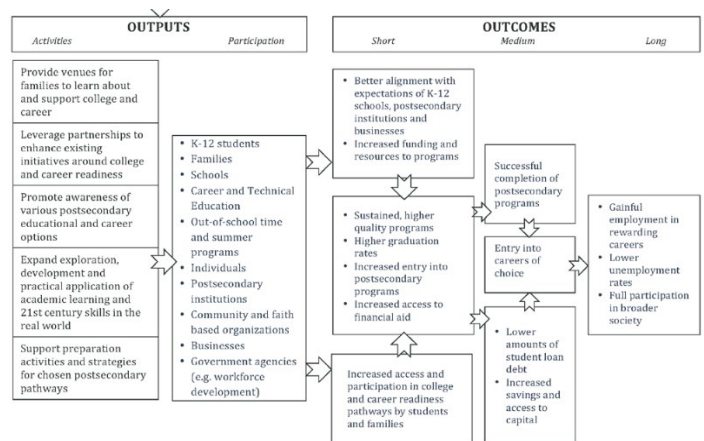 OUTPUTS
Activities
Participation
OUTCOMES
Short
Medium
Long
Provide venues for
families to learn about
and support college and
career
Leverage partnerships to
enhance existing
initiatives around college
and career readiness
Promote awareness of
various postsecondary
educational and career
options
Expand exploration,
development and
practical application of
academic learning and
21st century skills in the
real world
Support preparation
activities and strategies
for chosen postsecondary
pathways
• K-12 students
• Families
• Schools
• Career and Technical
Education
• Out-of-school time
and summer
programs
• Individuals
• Postsecondary
institutions
• Community and faith
based organizations
• Businesses
• Government agencies
(e.g. workforce
development)
• Better alignment with
expectations of K-12
schools, postsecondary
institutions and
businesses
• Increased funding and
resources to programs
• Sustained, higher
quality programs
• Higher graduation
rates
• Increased entry into
postsecondary
programs
• Increased access to
financial aid
Increased access and
participation in college
and career readiness
pathways by students
and families
Successful
completion of
postsecondary
programs
Entry into
careers of
choice
• Lower
amounts of
student loan
debt
• Increased
savings and
access to
capital
• Gainful
employment in
rewarding
careers
• Lower
unemployment
rates
• Full participation
in broader
society